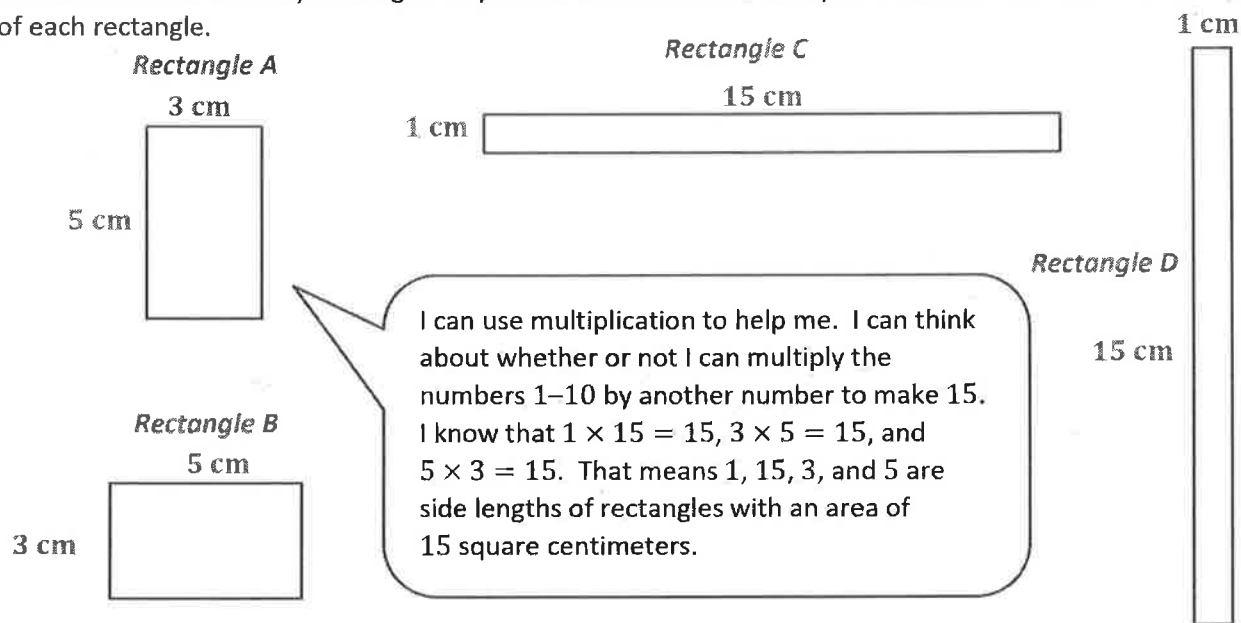 of each rectangle.
Rectangle A
3 cm
5 cm
Rectangle C
15 cm
1 cm
1 cm
Rectangle D
15 cm
I can use multiplication to help me. I can think
about whether or not I can multiply the
numbers 1–10 by another number to make 15.
I know that 1 × 15 = 15, 3 × 5 = 15, and
5 × 3 = 15. That means 1, 15, 3, and 5 are
side lengths of rectangles with an area of
15 square centimeters.
Rectangle B
5 cm
3 cm